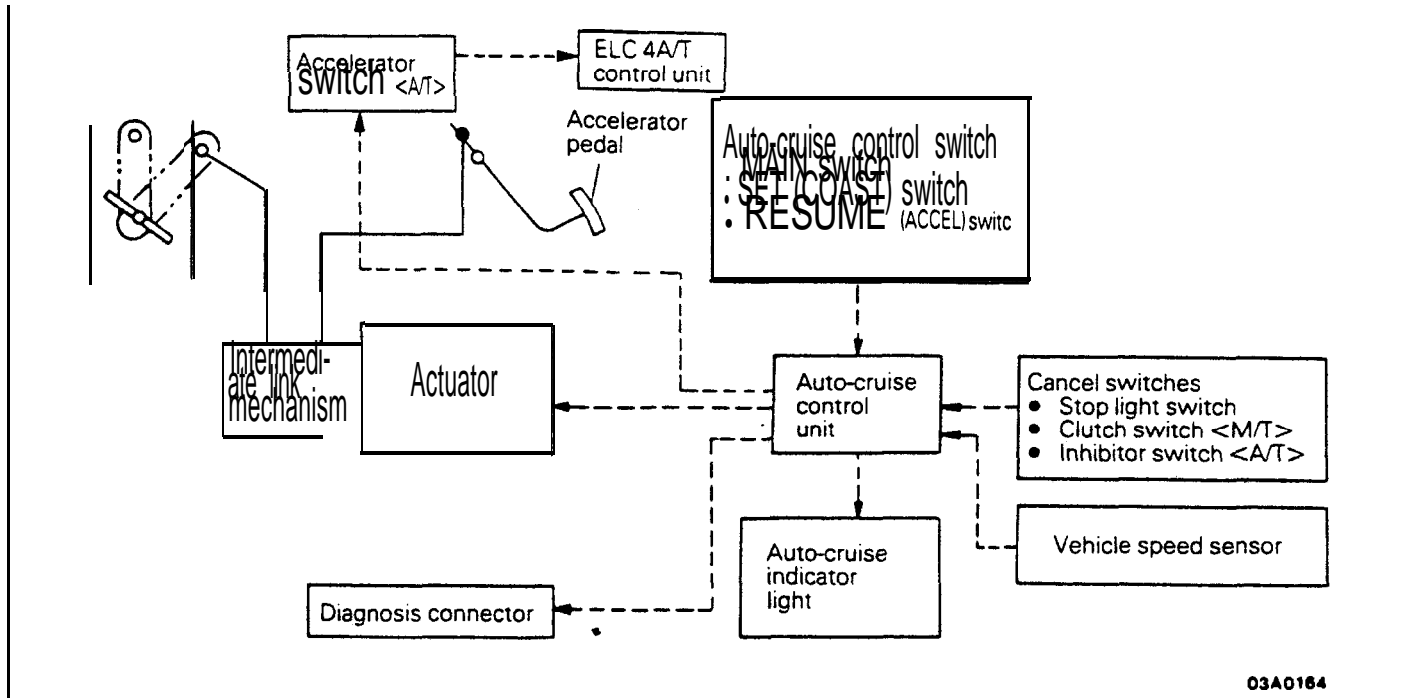 Accelerator
switch <A/T>
ELC 4A/T
control unit
Accelerator
pedal
Auto-cruise control switch
MAIN switch
: SET (COAST) switch
• RESUME (ACCEL) switc
Intermedi-
ate link
mechanism
Actuator
Auto-cruise
control
unit
Cancel switches
● Stop light switch
● Clutch switch <M/T>
● Inhibitor switch <A/T>
Vehicle speed sensor
Auto-cruise
indicator
light
Diagnosis connector
03A0164